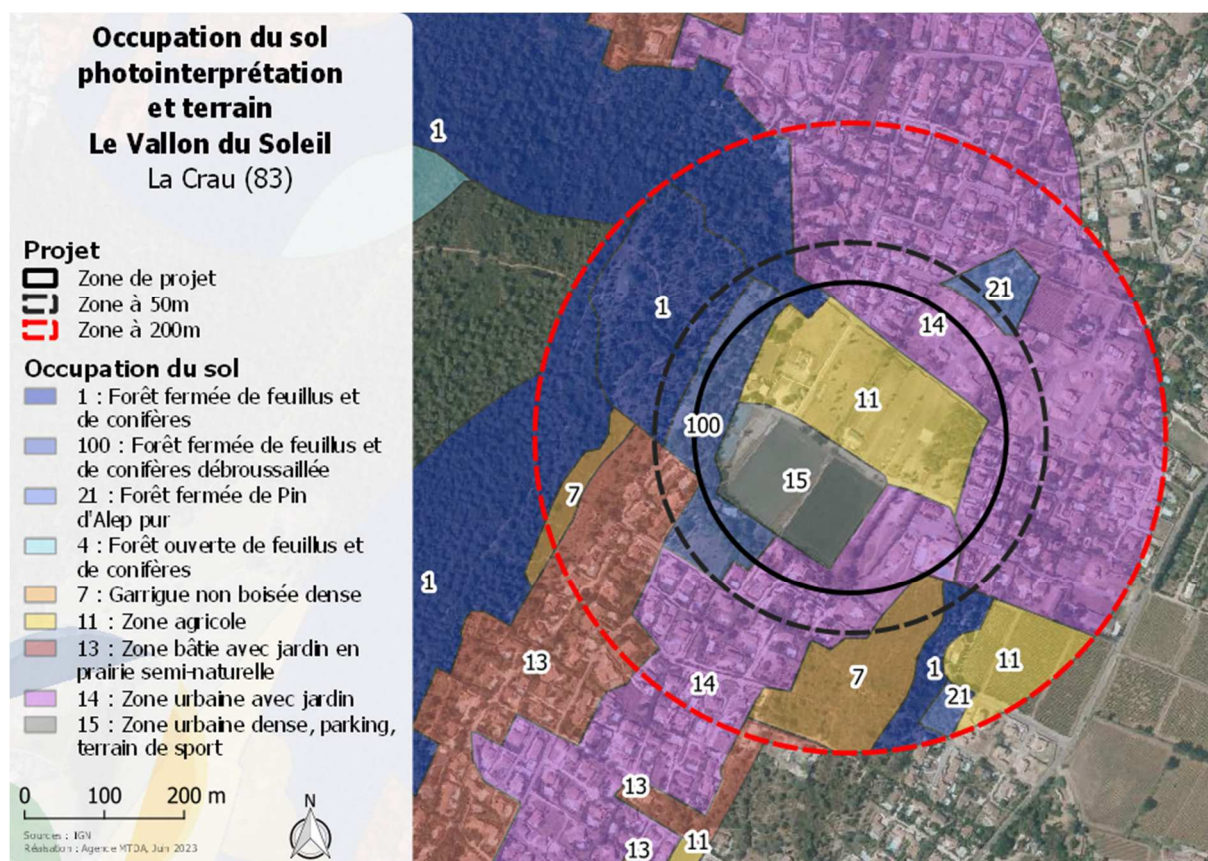 Occupation du sol
photointerprétation
et terrain
Le Vallon du Soleil
La Crau (83)
Projet
Zone de projet
Zone à 50m
Zone à 200m
Occupation du sol
1 : Forêt fermée de feuillus et
de conifères
100 : Forêt fermée de feuillus et
de conifères débroussaillée
21 : Forêt fermée de Pin
d'Alep pur
4 : Forêt ouverte de feuillus et
de conifères
7 : Garrigue non boisée dense
11 : Zone agricole
13 : Zone bâtie avec jardin en
prairie semi-naturelle
14 : Zone urbaine avec jardin
15 : Zone urbaine dense, parking,
terrain de sport
0 100 200 m
N
Sources : IGN
Réalisation : Agence MTDA, Juin 2023
1
21
1
14
11
100
15
7
1
13
14
7
1
11
21
13
13
11